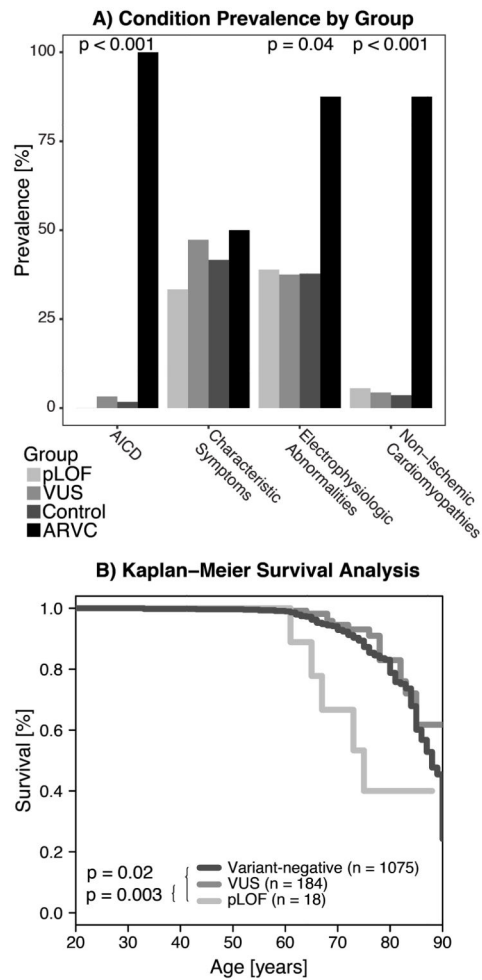 A) Condition Prevalence by Group
p < 0.001
p = 0.04
p < 0.001
Prevalence [%]
100
75
50
25
0
AICD
Characteristic
Symptoms
Electrophysiologic
Abnormalities
Non–Ischemic
Cardiomyopathies
Group
pLOF
VUS
Control
ARVC
B) Kaplan–Meier Survival Analysis
Survival [%]
1.0
0.8
0.6
0.4
0.2
0.0
p = 0.02
p = 0.003
Variant–negative (n = 1075)
VUS (n = 184)
pLOF (n = 18)
20 30 40 50 60 70 80 90
Age [years]